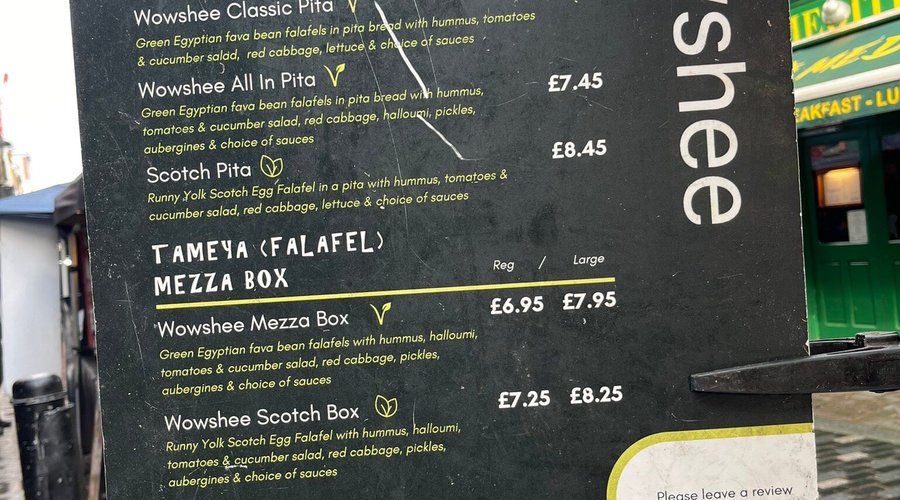 Wowshee Classic Pita
Green Egyptian fava bean falafels in pita bread with hummus, tomatoes
& cucumber salad, red cabbage, lettuce & choice of sauces
Wowshee All In Pita £7.45
Green Egyptian fava bean falafels in pita bread with hummus,
tomatoes & cucumber salad, red cabbage, halloumi, pickles,
aubergines & choice of sauces
Scotch Pita £8.45
Runny Yolk Scotch Egg Falafel in a pita with hummus, tomatoes &
cucumber salad, red cabbage, lettuce & choice of sauces
TAMEYA (FALAFEL)
MEZZA BOX
Reg / Large
Wowshee Mezza Box £6.95 £7.95
Green Egyptian fava bean falafels with hummus, halloumi,
tomatoes & cucumber salad, red cabbage, pickles,
aubergines & choice of sauces
Wowshee Scotch Box £7.25 £8.25
Runny Yolk Scotch Egg Falafel with hummus, halloumi,
tomatoes & cucumber salad, red cabbage, pickles,
aubergines & choice of sauces
wshee
Please leave a review
EAKFAST - LU